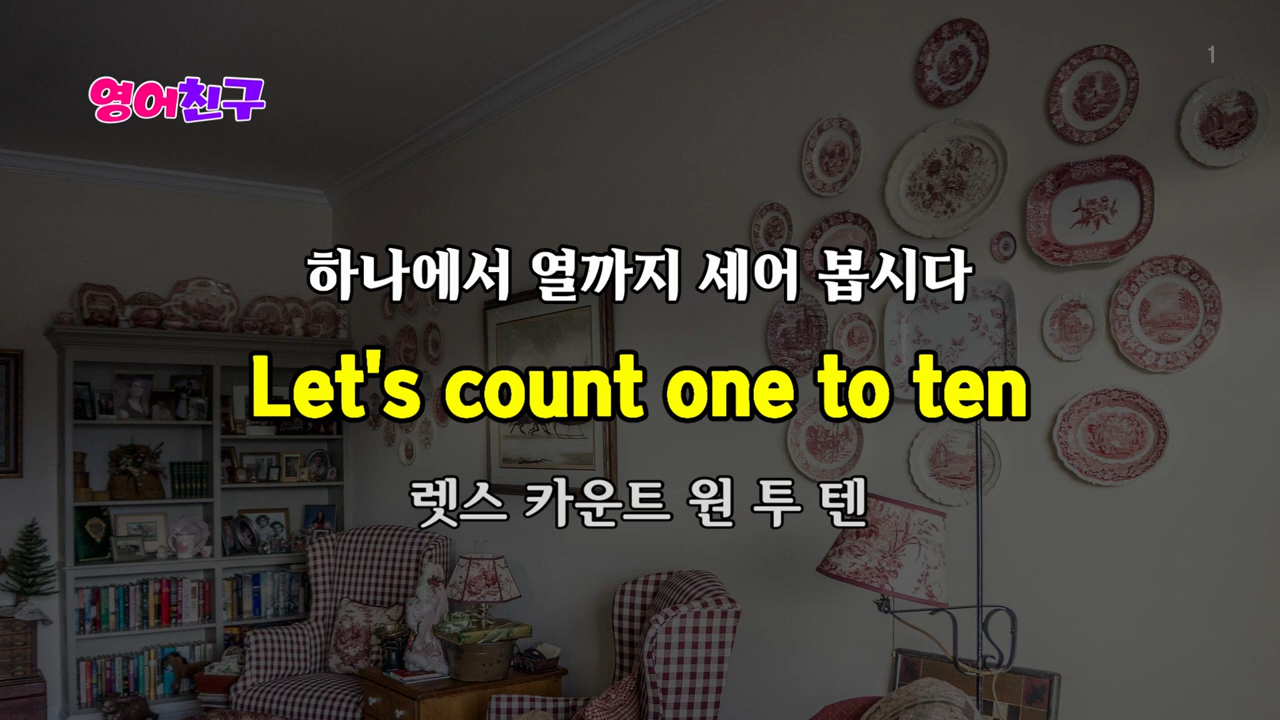 영어친구
1
하나에서 열까지 세어 봅시다
Let's count one to ten
렛스 카운트 원 투 텐